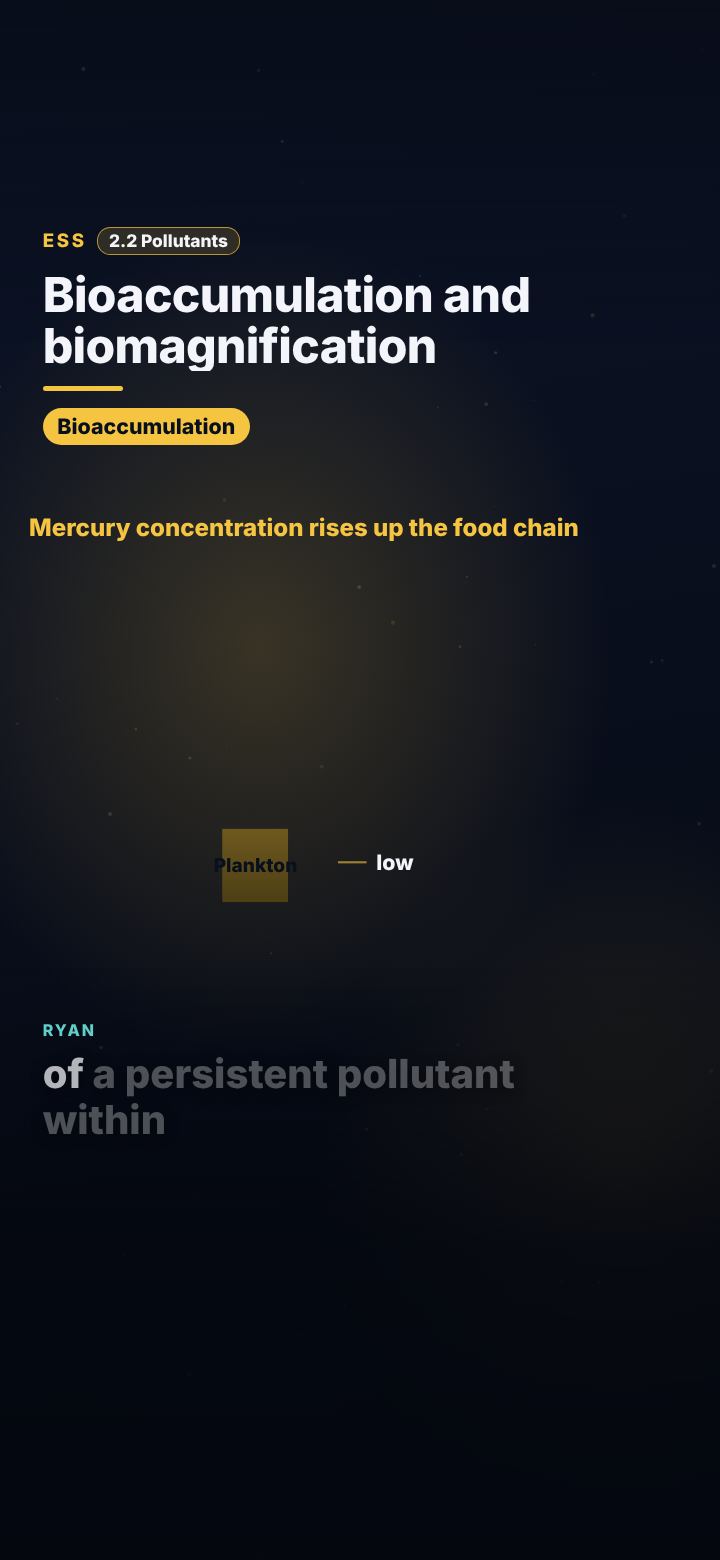 ESS 2.2 Pollutants
Bioaccumulation and
biomagnification
Bioaccumulation
Mercury concentration rises up the food chain
Plankton low
RYAN
of a persistent pollutant
within